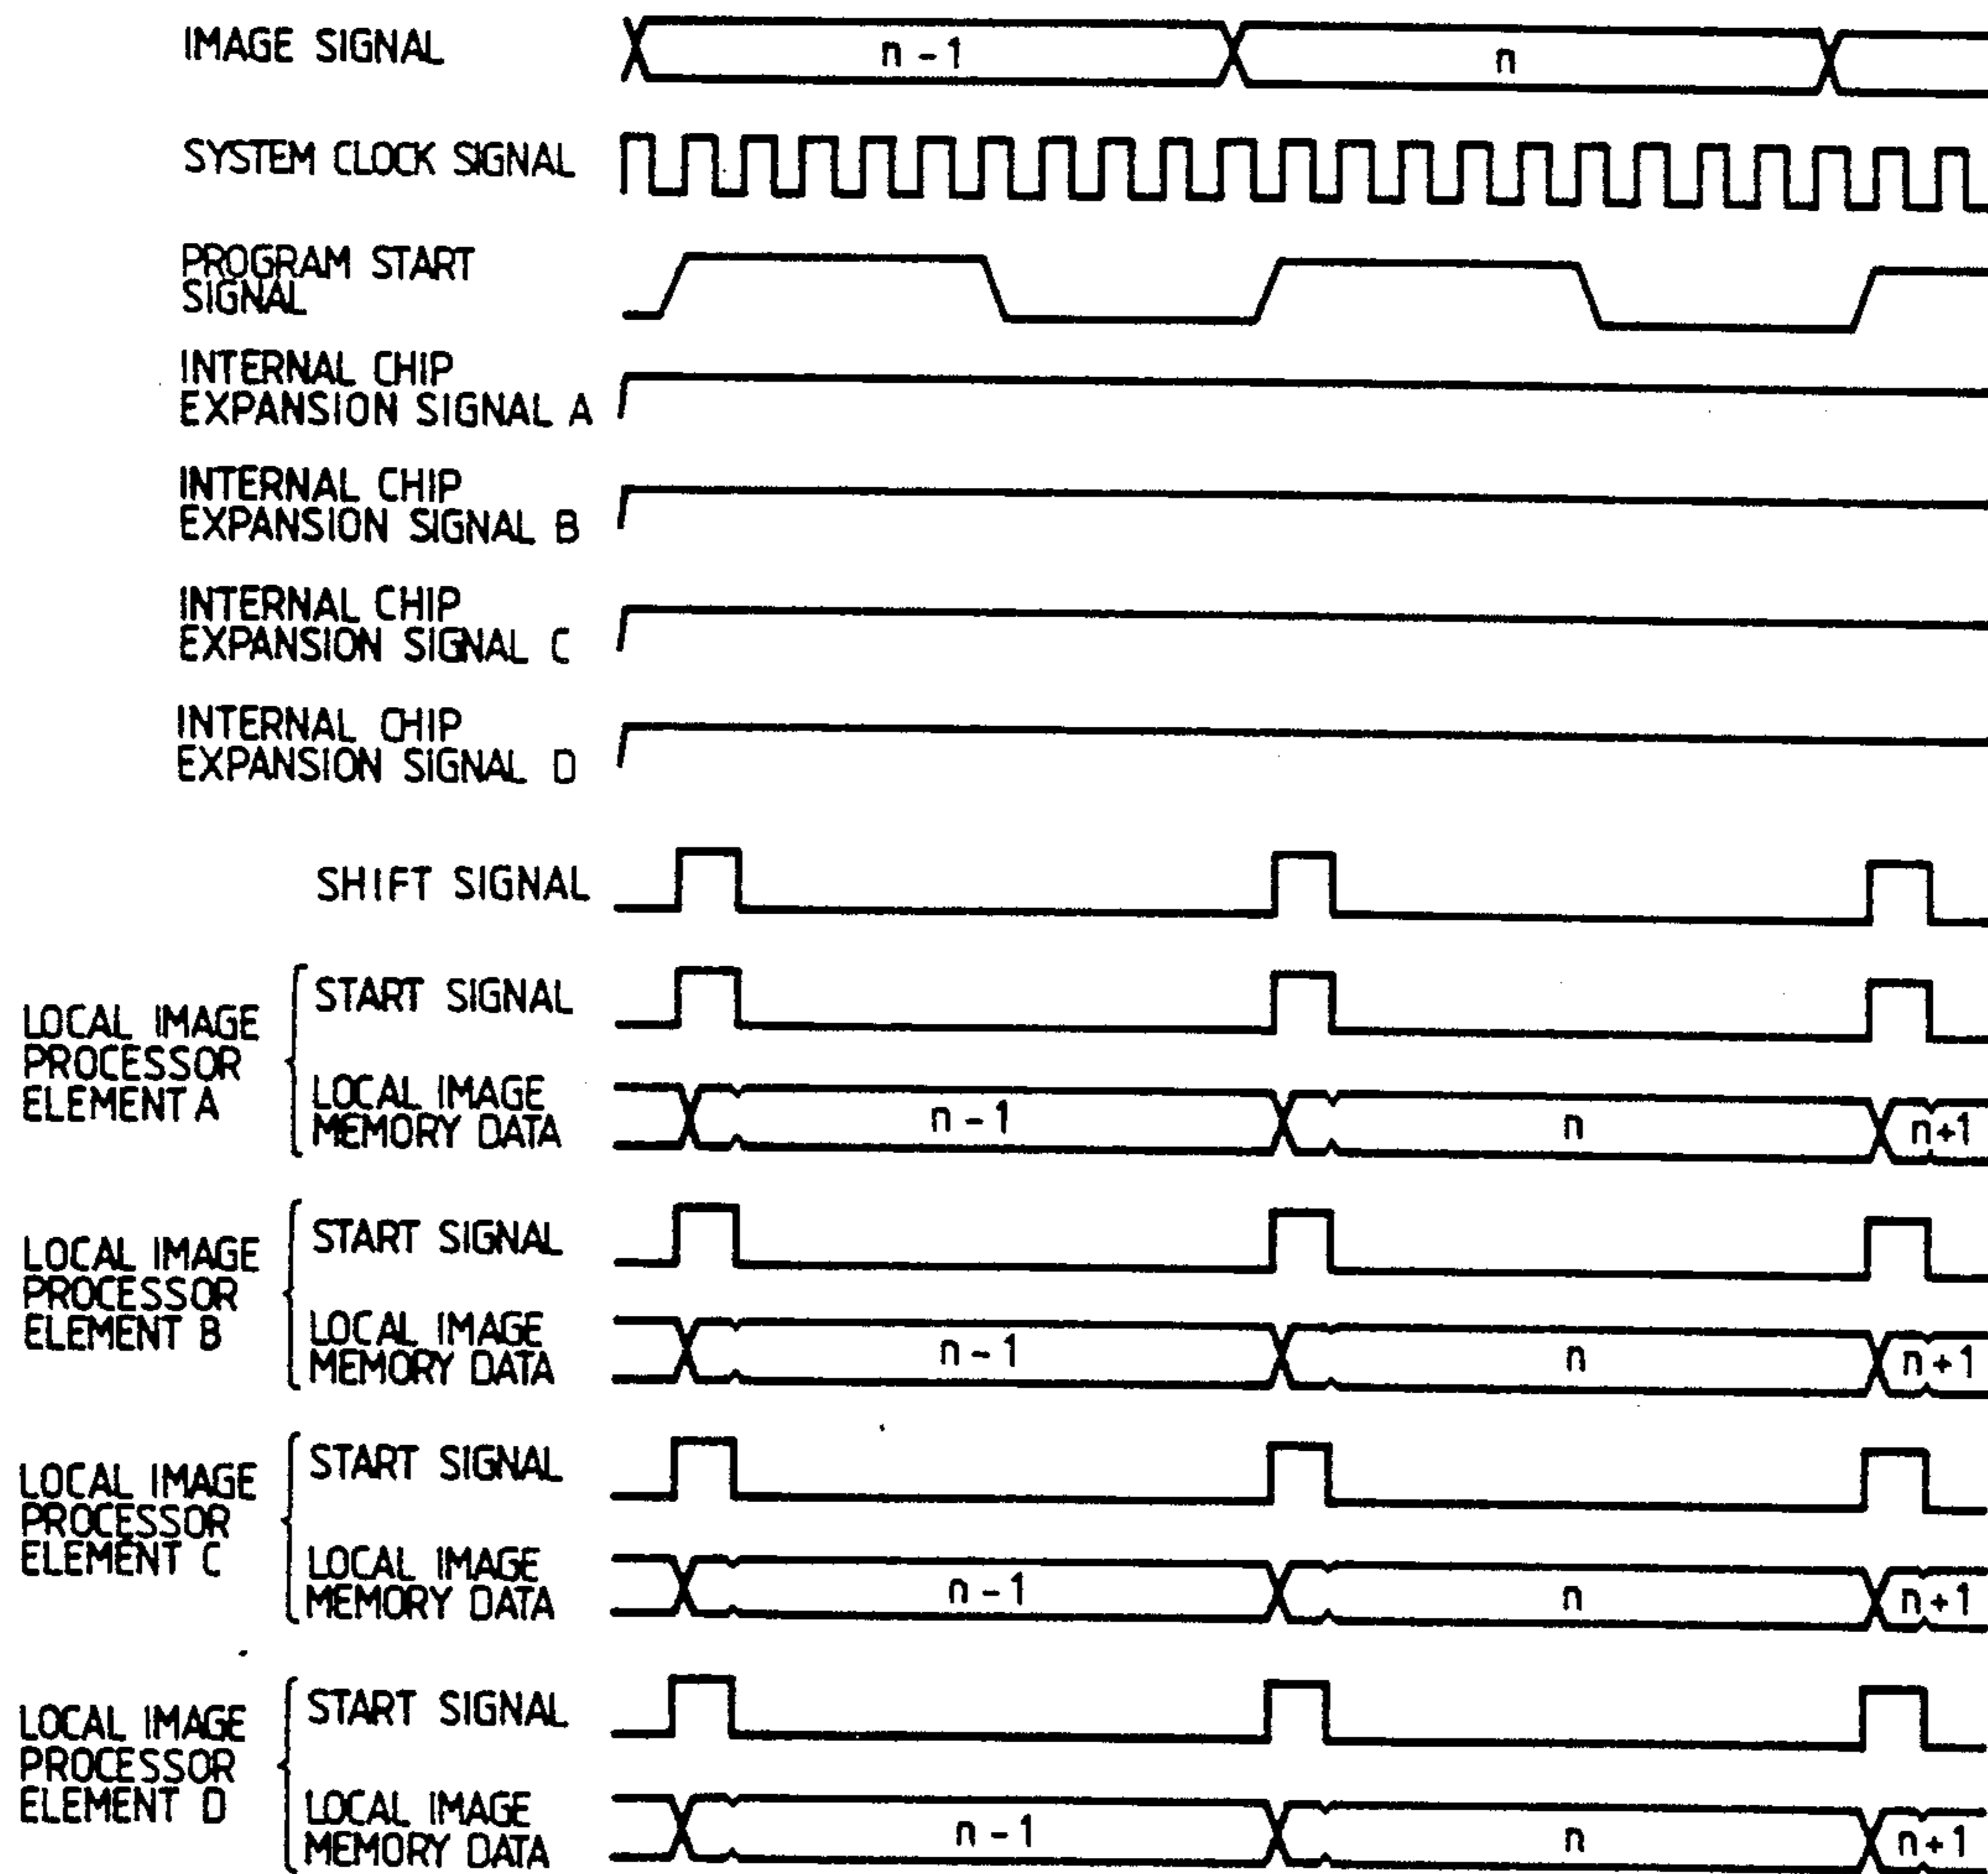 IMAGE SIGNAL
n-1
n
SYSTEM CLOCK SIGNAL
PROGRAM START
SIGNAL
INTERNAL CHIP
EXPANSION SIGNAL A
INTERNAL CHIP
EXPANSION SIGNAL B
INTERNAL CHIP
EXPANSION SIGNAL C
INTERNAL CHIP
EXPANSION SIGNAL D
SHIFT SIGNAL
LOCAL IMAGE
PROCESSOR
ELEMENT A
START SIGNAL
LOCAL IMAGE
MEMORY DATA
n-1
n
n+1
LOCAL IMAGE
PROCESSOR
ELEMENT B
START SIGNAL
LOCAL IMAGE
MEMORY DATA
n-1
n
n+1
LOCAL IMAGE
PROCESSOR
ELEMENT C
START SIGNAL
LOCAL IMAGE
MEMORY DATA
n-1
n
n+1
LOCAL IMAGE
PROCESSOR
ELEMENT D
START SIGNAL
LOCAL IMAGE
MEMORY DATA
n-1
n
n+1